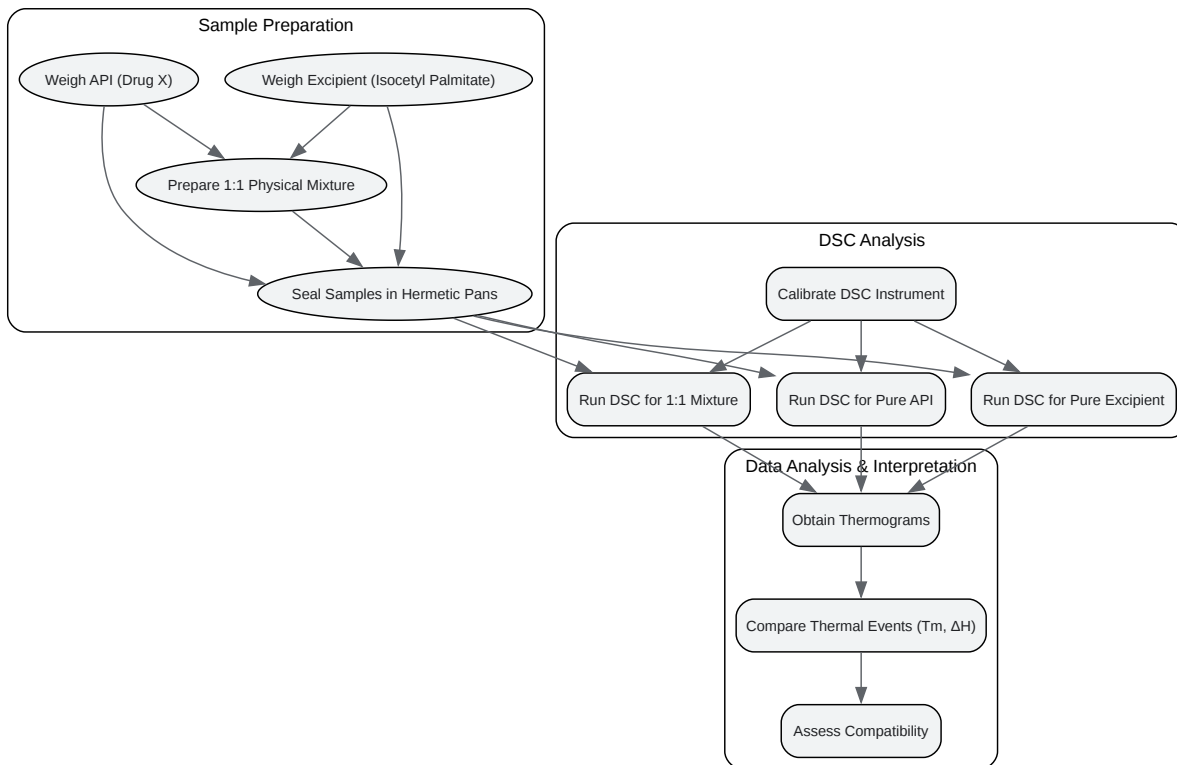 Sample Preparation
Weigh API (Drug X)
Weigh Excipient (Isocetyl Palmitate)
Prepare 1:1 Physical Mixture
Seal Samples in Hermetic Pans
DSC Analysis
Calibrate DSC Instrument
Run DSC for 1:1 Mixture
Run DSC for Pure API
Run DSC for Pure Excipient
Data Analysis & Interpretation
Obtain Thermograms
Compare Thermal Events (Tm, ΔH)
Assess Compatibility